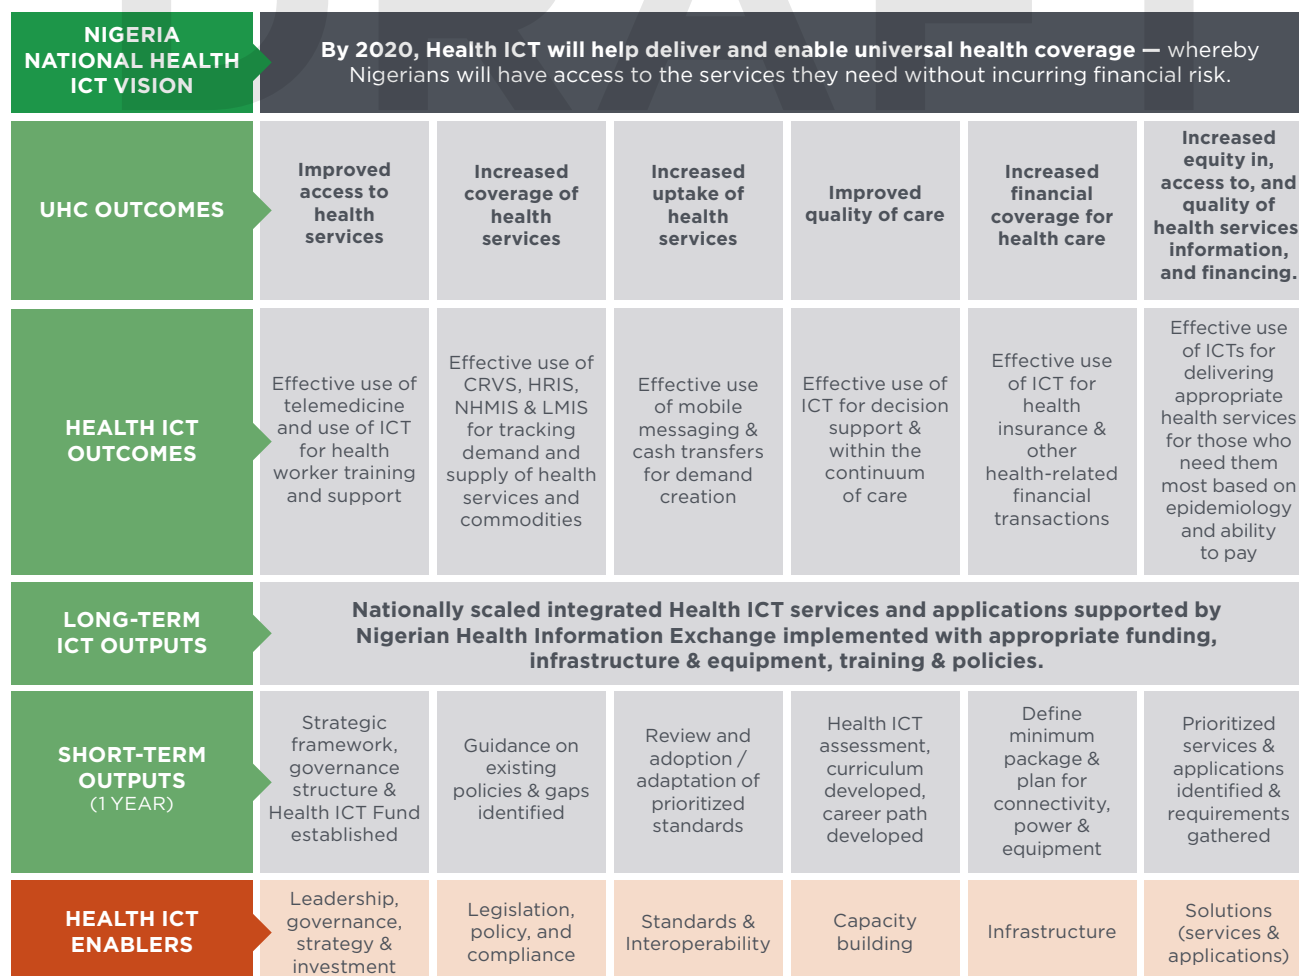 DRAFT
NIGERIA
NATIONAL HEALTH
ICT VISION
By 2020, Health ICT will help deliver and enable universal health coverage — whereby
Nigerians will have access to the services they need without incurring financial risk.
UHC OUTCOMES
Improved
access to
health
services
Increased
coverage of
health
services
Increased
uptake of
health
services
Improved
quality of care
Increased
financial
coverage for
health care
Increased
equity in,
access to, and
quality of
health services
information,
and financing.
HEALTH ICT
OUTCOMES
Effective use of
telemedicine
and use of ICT
for health
worker training
and support
Effective use of
CRVS, HRIS,
NHMIS & LMIS
for tracking
demand and
supply of health
services and
commodities
Effective use
of mobile
messaging &
cash transfers
for demand
creation
Effective use of
ICT for decision
support &
within the
continuum
of care
Effective use
of ICT for
health
insurance &
other
health-related
financial
transactions
Effective use
of ICTs for
delivering
appropriate
health services
for those who
need them
most based on
epidemiology
and ability
to pay
LONG-TERM
ICT OUTPUTS
Nationally scaled integrated Health ICT services and applications supported by
Nigerian Health Information Exchange implemented with appropriate funding,
infrastructure & equipment, training & policies.
SHORT-TERM
OUTPUTS
(1 YEAR)
Strategic
framework,
governance
structure &
Health ICT Fund
established
Guidance on
existing
policies & gaps
identified
Review and
adoption /
adaptation of
prioritized
standards
Health ICT
assessment,
curriculum
developed,
career path
developed
Define
minimum
package &
plan for
connectivity,
power &
equipment
Prioritized
services &
applications
identified &
requirements
gathered
HEALTH ICT
ENABLERS
Leadership,
governance,
strategy &
investment
Legislation,
policy, and
compliance
Standards &
Interoperability
Capacity
building
Infrastructure
Solutions
(services &
applications)